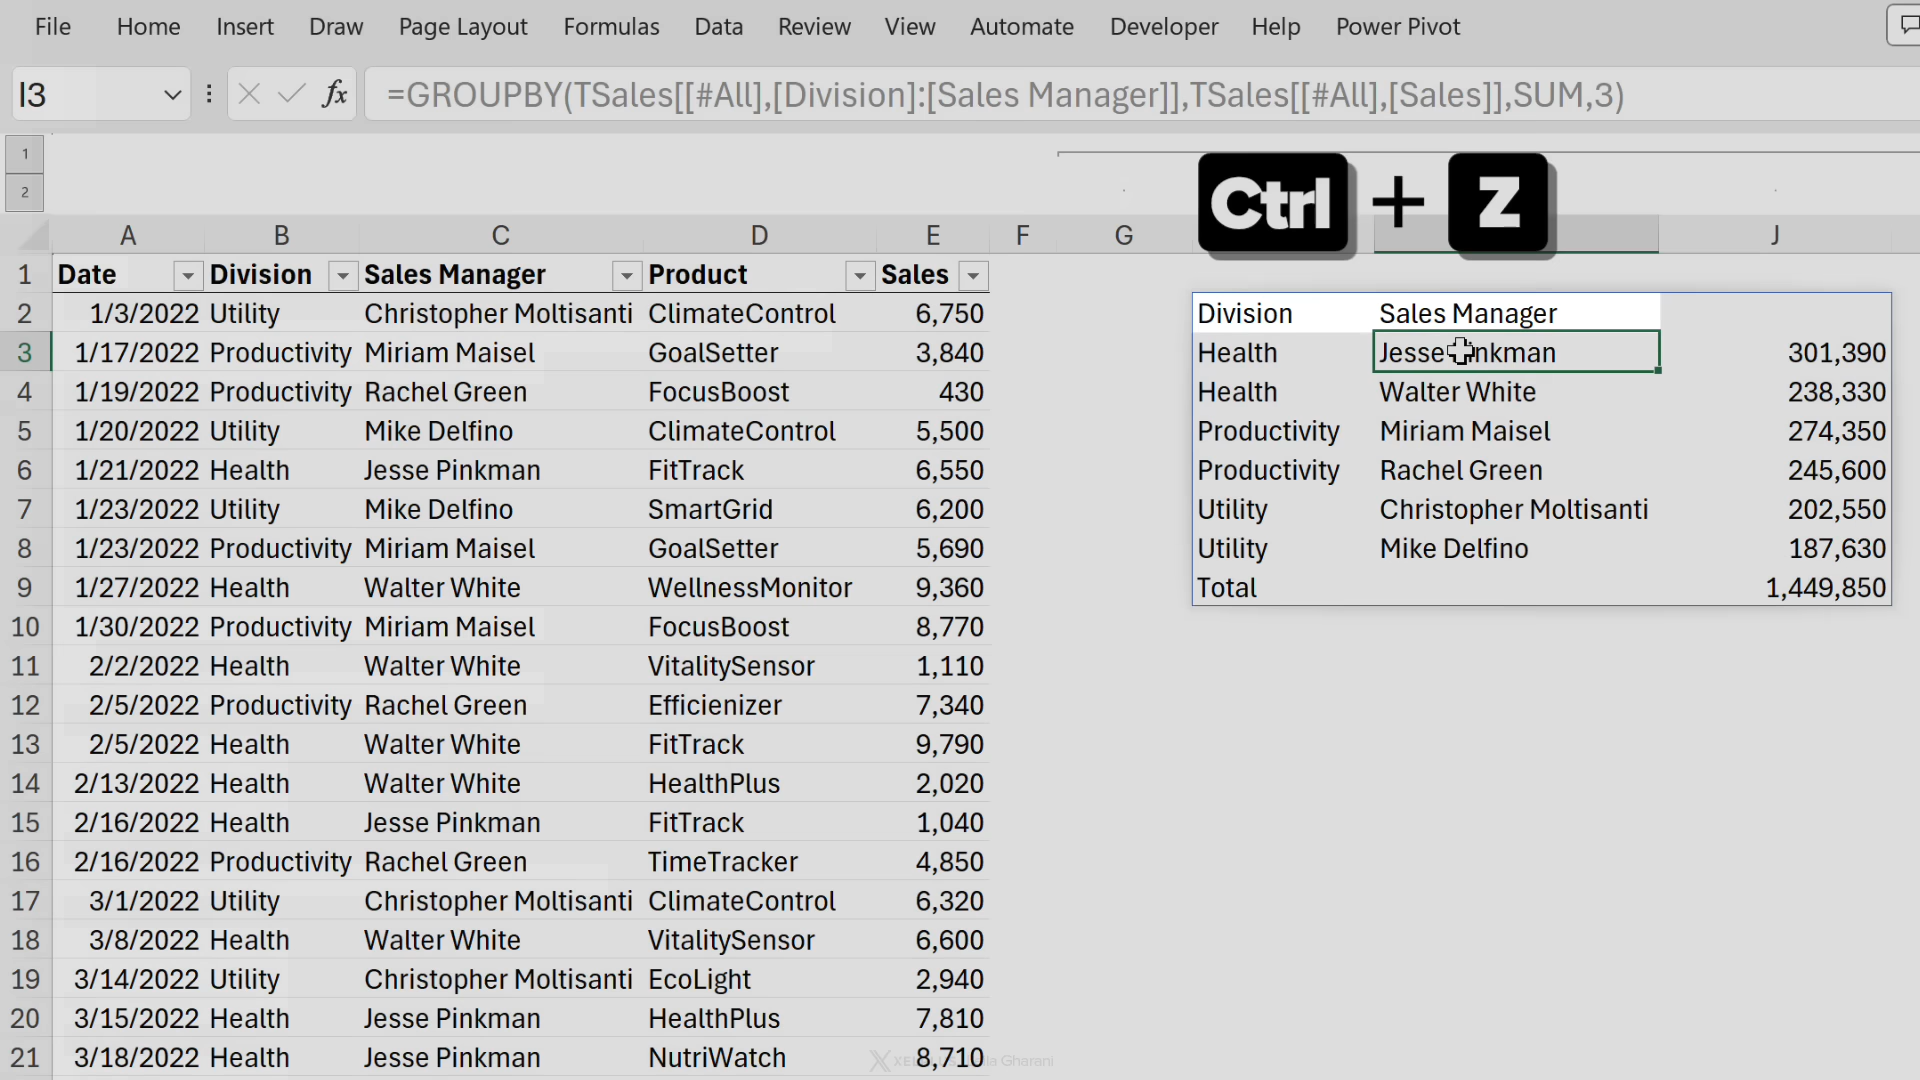 File Home Insert Draw Page Layout Formulas Data Review View Automate Developer Help Power Pivot
I3 fx =GROUPBY(TSales[[#All],[Division]:[Sales Manager]],TSales[[#All],[Sales]],SUM,3)
1
2
Ctrl + Z
A B C D E F G J
1 Date Division Sales Manager Product Sales
2 1/3/2022 Utility Christopher Moltisanti ClimateControl 6,750 Division Sales Manager
3 1/17/2022 Productivity Miriam Maisel GoalSetter 3,840 Health Jesse Pinkman 301,390
4 1/19/2022 Productivity Rachel Green FocusBoost 430 Health Walter White 238,330
5 1/20/2022 Utility Mike Delfino ClimateControl 5,500 Productivity Miriam Maisel 274,350
6 1/21/2022 Health Jesse Pinkman FitTrack 6,550 Productivity Rachel Green 245,600
7 1/23/2022 Utility Mike Delfino SmartGrid 6,200 Utility Christopher Moltisanti 202,550
8 1/23/2022 Productivity Miriam Maisel GoalSetter 5,690 Utility Mike Delfino 187,630
9 1/27/2022 Health Walter White WellnessMonitor 9,360 Total 1,449,850
10 1/30/2022 Productivity Miriam Maisel FocusBoost 8,770
11 2/2/2022 Health Walter White VitalitySensor 1,110
12 2/5/2022 Productivity Rachel Green Efficienizer 7,340
13 2/5/2022 Health Walter White FitTrack 9,790
14 2/13/2022 Health Walter White HealthPlus 2,020
15 2/16/2022 Health Jesse Pinkman FitTrack 1,040
16 2/16/2022 Productivity Rachel Green TimeTracker 4,850
17 3/1/2022 Utility Christopher Moltisanti ClimateControl 6,320
18 3/8/2022 Health Walter White VitalitySensor 6,600
19 3/14/2022 Utility Christopher Moltisanti EcoLight 2,940
20 3/15/2022 Health Jesse Pinkman HealthPlus 7,810
21 3/18/2022 Health Jesse Pinkman NutriWatch 8,710
Gharani